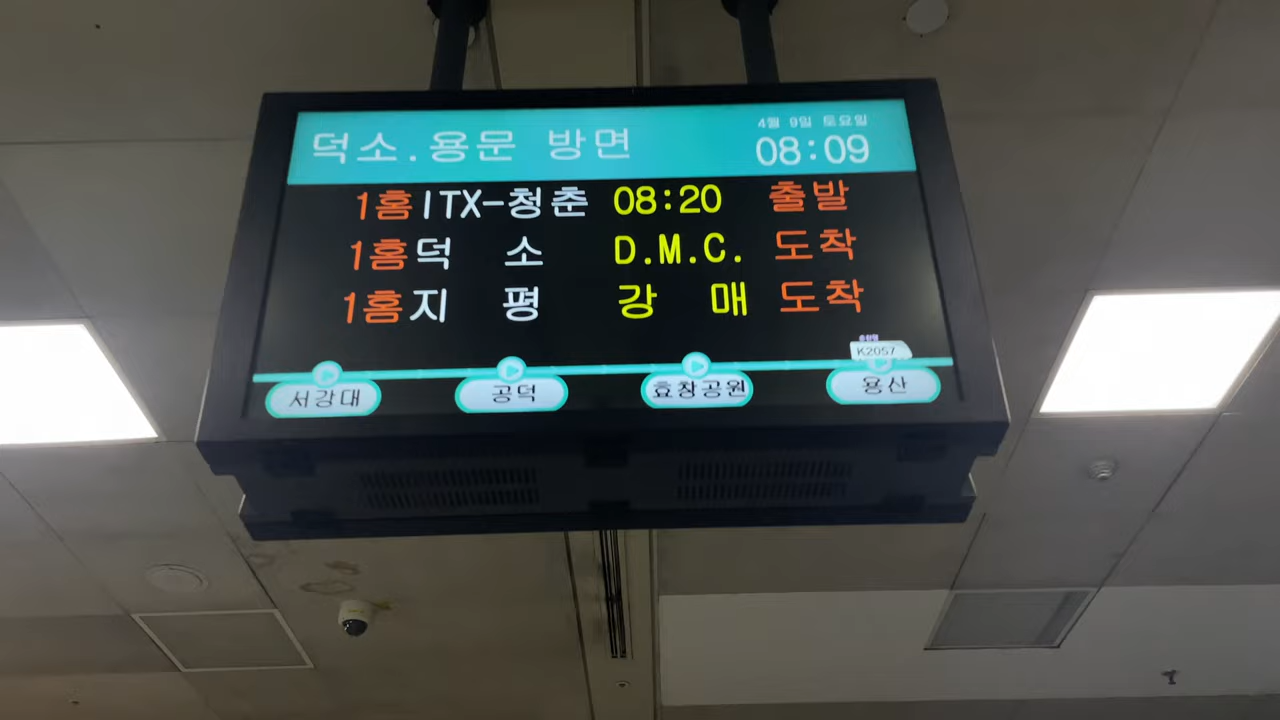 덕소.용문 방면
4월 9일 토요일
08:09
1홈 ITX-청춘 08:20 출발
1홈 덕 소 D.M.C. 도착
1홈 지 평 강 매 도착
K2057
서강대 공덕 효창공원 용산